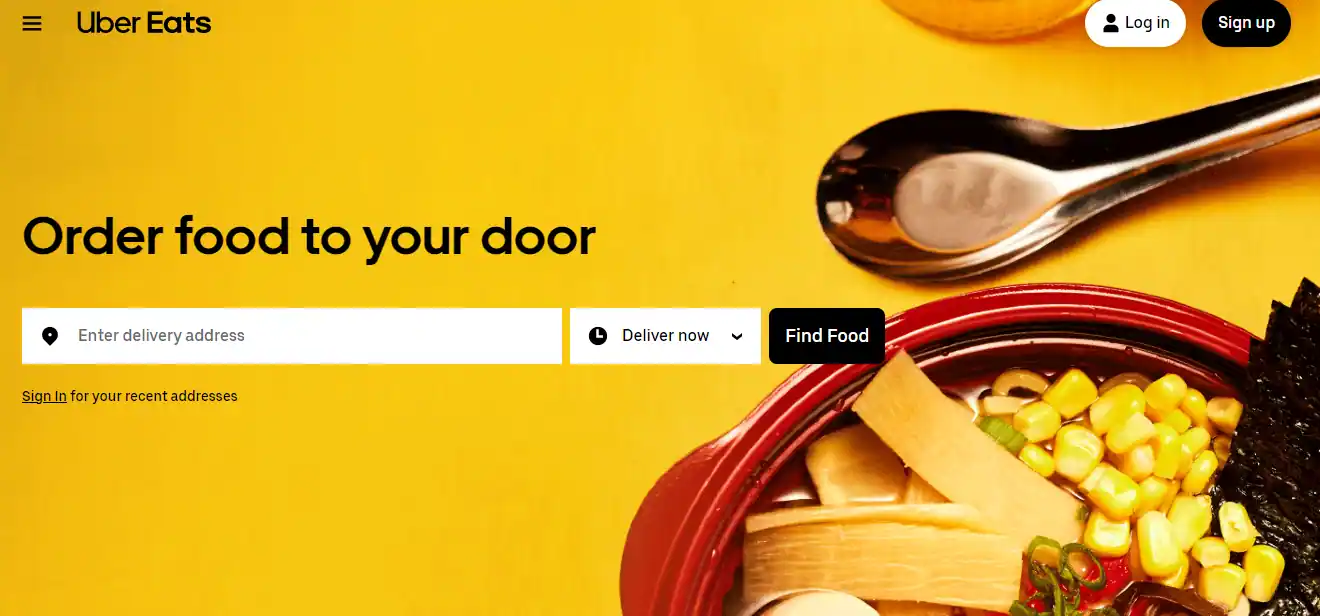 Uber Eats
Log in
Sign up
Order food to your door
Enter delivery address
Deliver now
Find Food
Sign In for your recent addresses